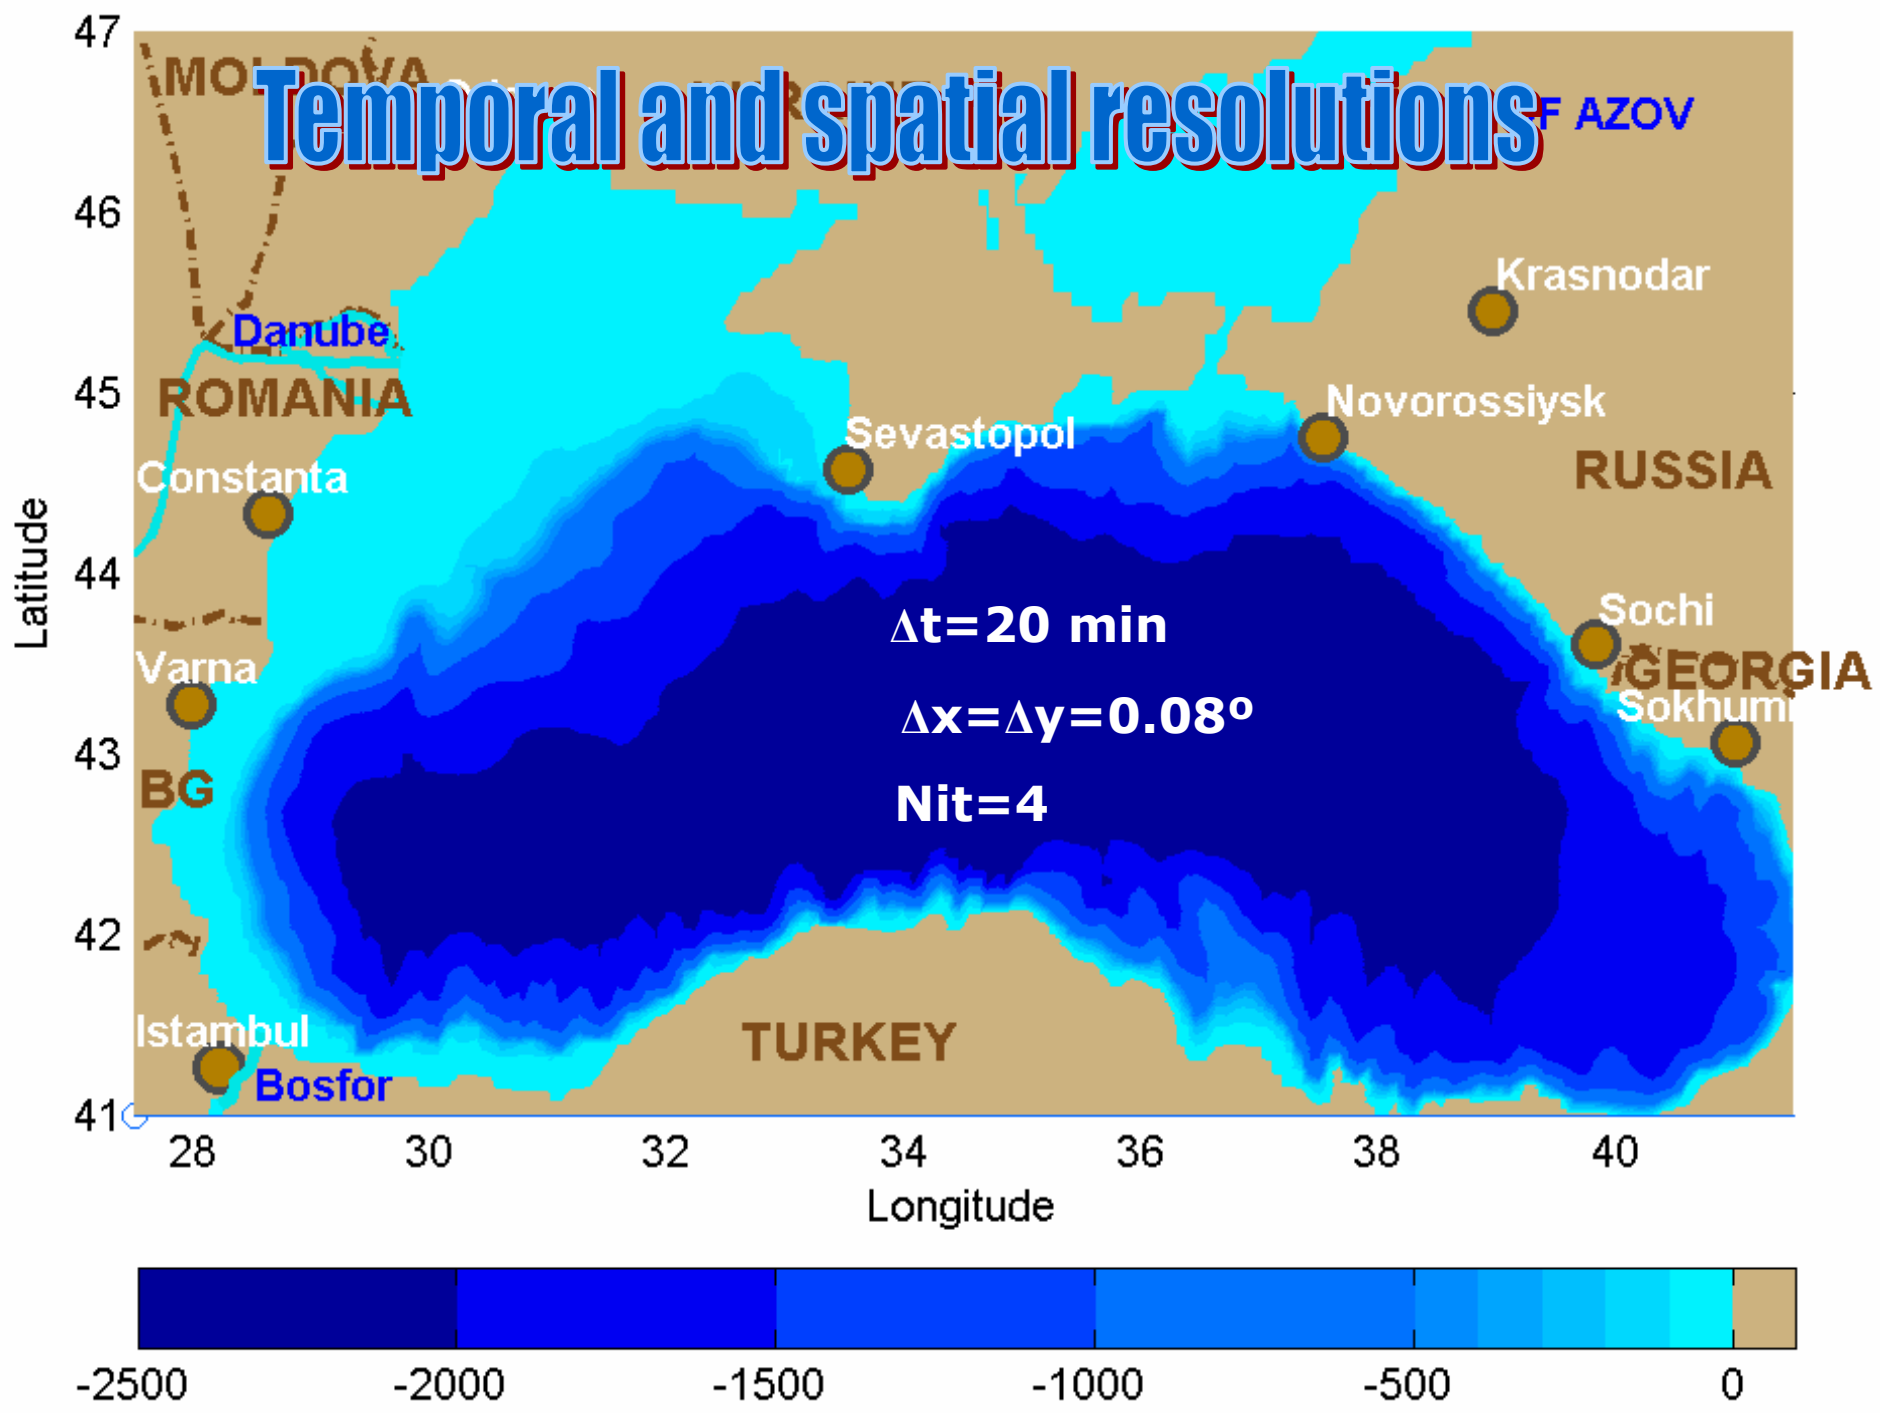 Temporal and spatial resolutions
47
MOLDOVA
F AZOV
46
Krasnodar
Danube
45
ROMANIA
Novorossiysk
Sevastopol
RUSSIA
Constanta
44
Latitude
Δt=20 min
Sochi
GEORGIA
Varna
Sokhumi
Δx=Δy=0.08º
43
BG
Nit=4
42
Istambul
TURKEY
Bosfor
41
28 30 32 34 36 38 40
Longitude
-2500 -2000 -1500 -1000 -500 0